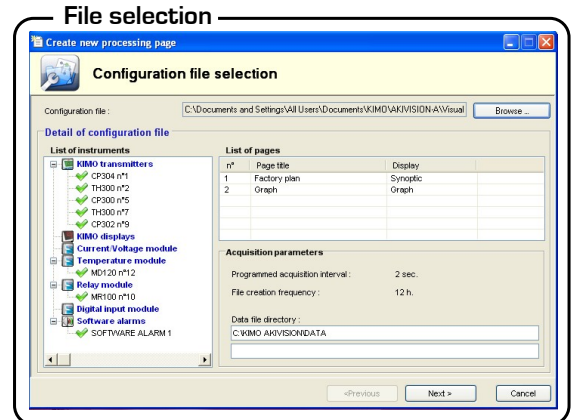 File selection
Create new processing page
Configuration file selection
Configuration file :
C:\Documents and Settings\All Users\Documents\KIMO\AKIVISION-A\Visual
Browse ...
Detail of configuration file
List of instruments
KIMO transmitters
CP304 n°1
TH300 n°2
CP300 n°5
TH300 n°7
CP302 n°9
KIMO displays
Current/Voltage module
Temperature module
MD120 n°12
Relay module
MR100 n°10
Digital input module
Software alarms
SOFTWARE ALARM 1
List of pages
n° Page title Display
1 Factory plan Synoptic
2 Graph Graph
Acquisition parameters
Programmed acquisition interval : 2 sec.
File creation frequency : 12 h.
Data file directory :
C:\KIMO AKIVISION\DATA
<Previous Next > Cancel